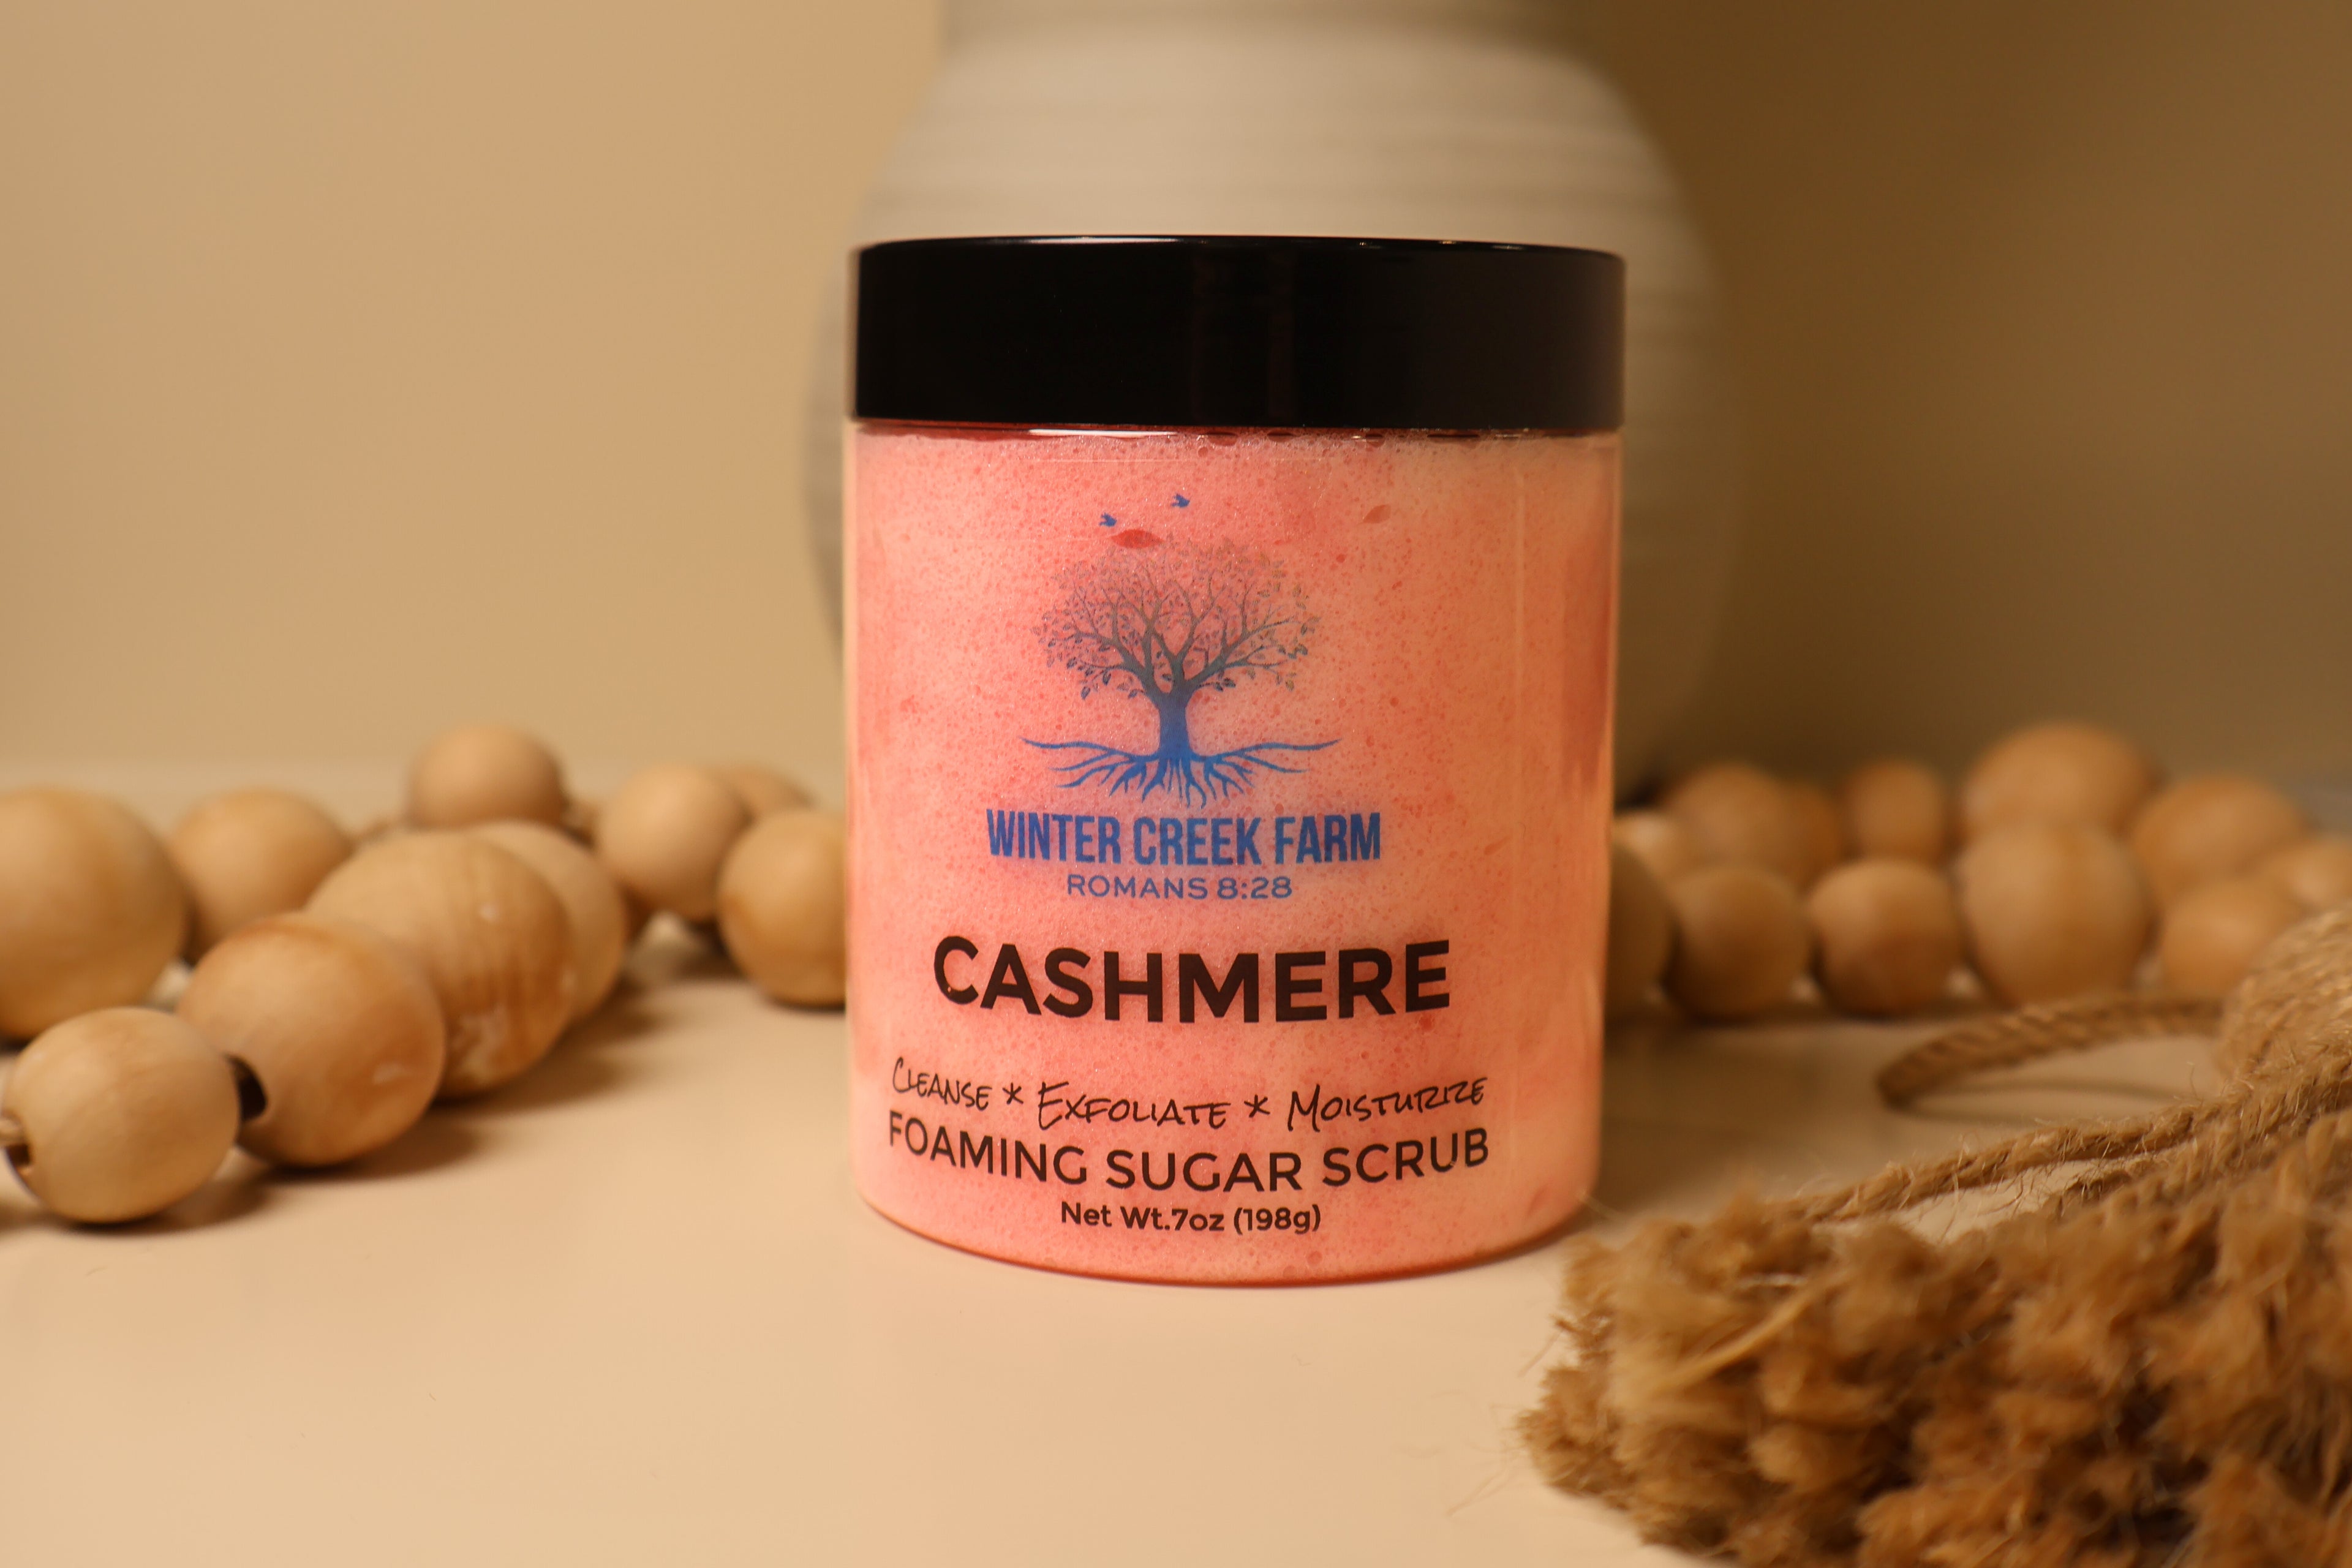 WINTER CREEK FARM
ROMANS 8:28
CASHMERE
Cleanse * Exfoliate * Moisturize
FOAMING SUGAR SCRUB
Net Wt.7oz (198g)